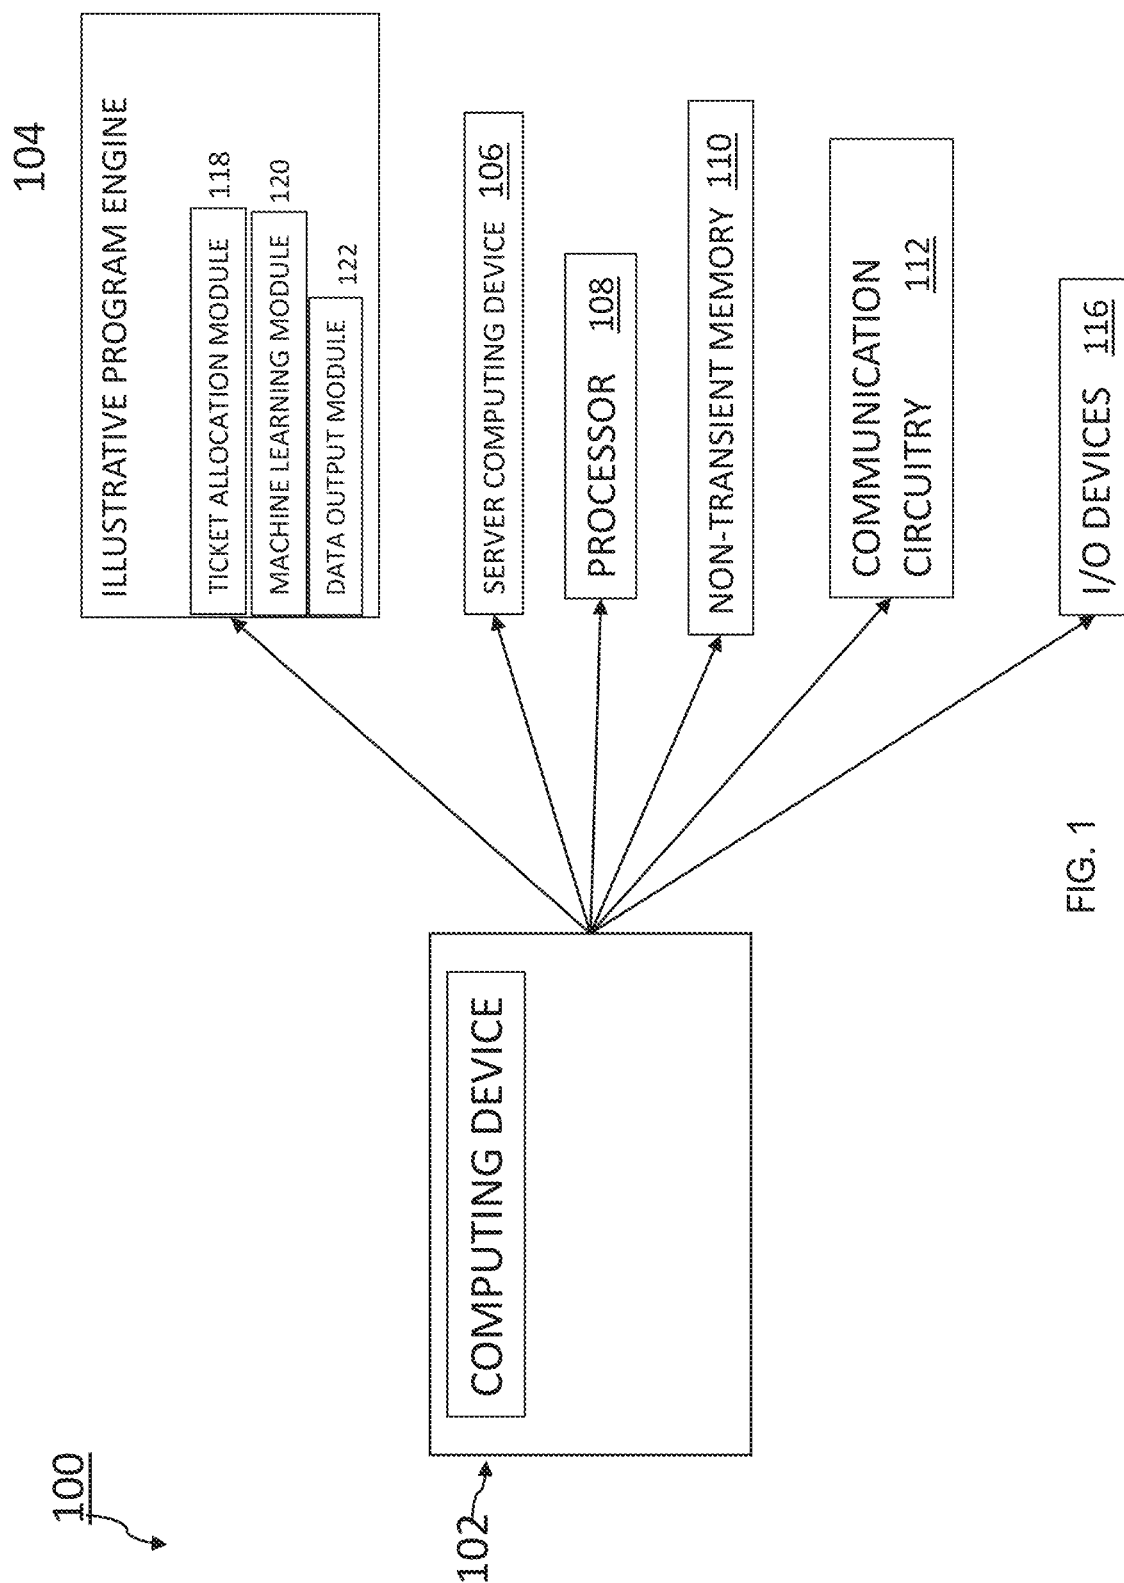 100
102
COMPUTING DEVICE
104
ILLUSTRATIVE PROGRAM ENGINE
TICKET ALLOCATION MODULE 118
MACHINE LEARNING MODULE 120
DATA OUTPUT MODULE 122
SERVER COMPUTING DEVICE 106
PROCESSOR 108
NON-TRANSIENT MEMORY 110
COMMUNICATION
CIRCUITRY 112
I/O DEVICES 116
FIG. 1